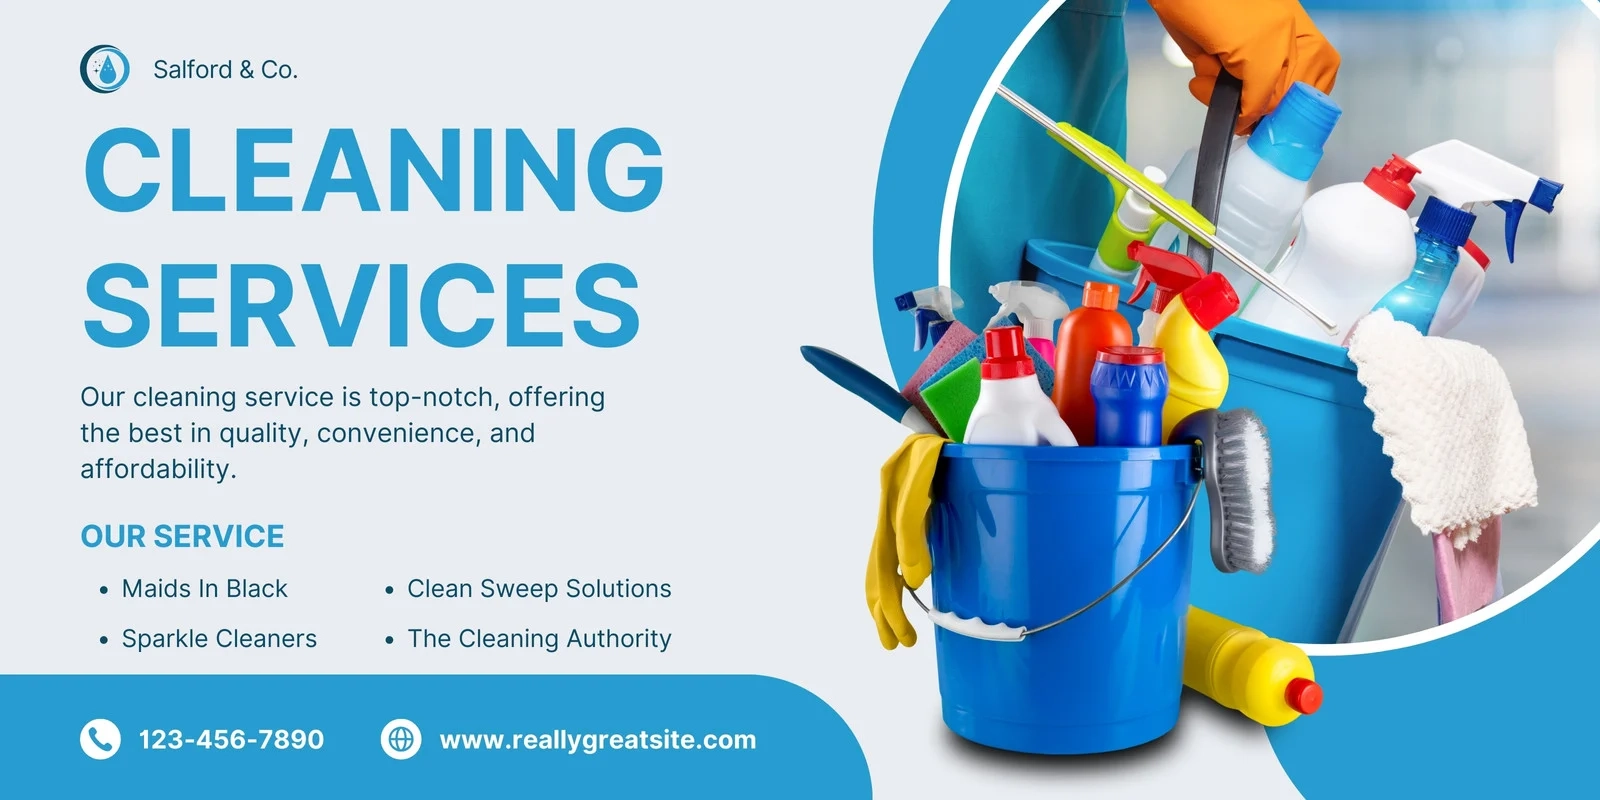 Salford & Co.
CLEANING
SERVICES
Our cleaning service is top-notch, offering
the best in quality, convenience, and
affordability.
OUR SERVICE
• Maids In Black
• Clean Sweep Solutions
• Sparkle Cleaners
• The Cleaning Authority
123-456-7890
www.reallygreatsite.com